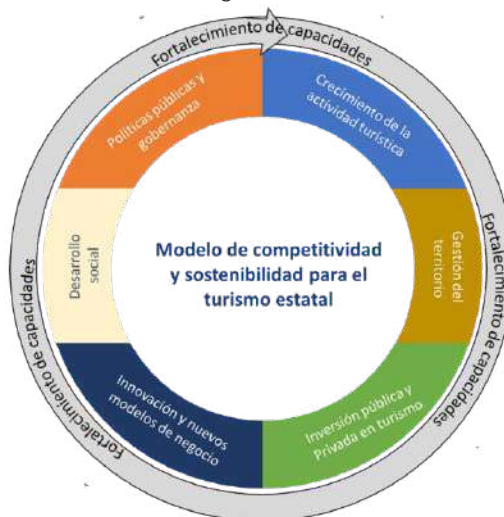 Fortalecimiento de capacidades
Políticas públicas y
gobernanza
Crecimiento de la
actividad turística
Desarrollo
social
Modelo de competitividad
y sostenibilidad para el
turismo estatal
Gestión del
territorio
Fortalecimiento de capacidades
Innovación y nuevos
modelos de negocio
Inversión pública y
Privada en turismo
Fortalecimiento de capacidades